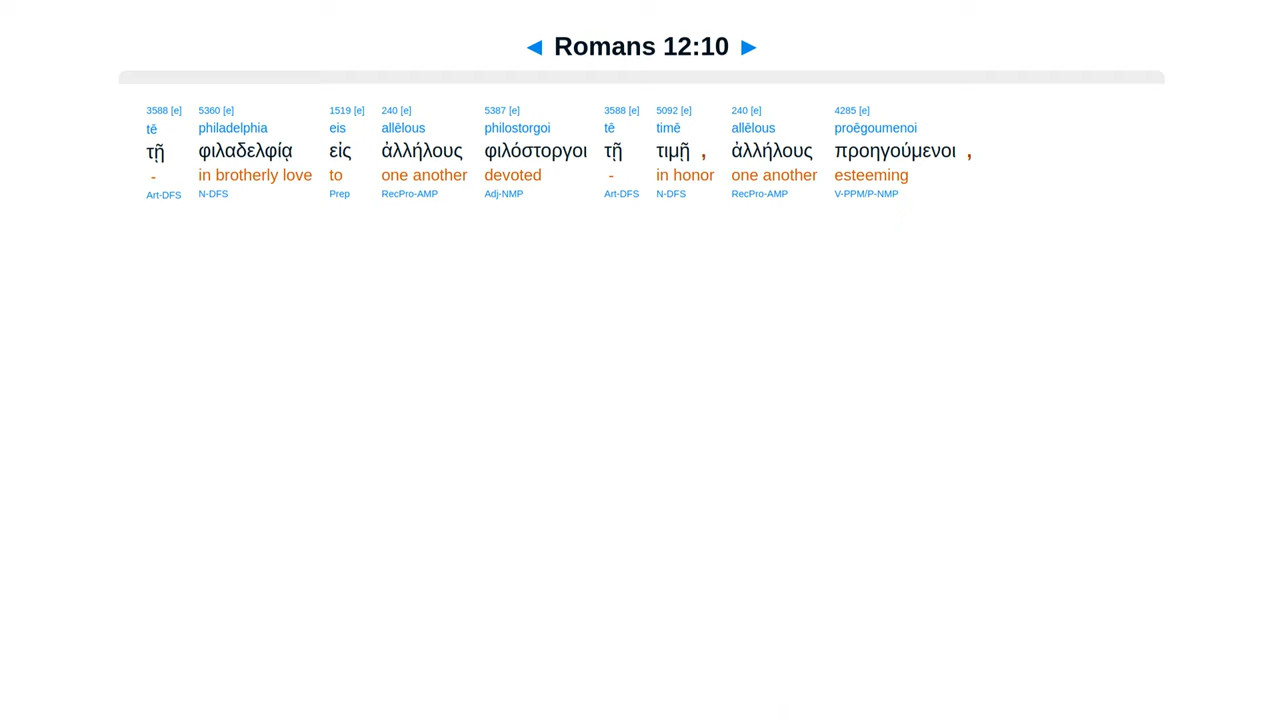 ◄ Romans 12:10 ►
3588 [e] 5360 [e] 1519 [e] 240 [e] 5387 [e] 3588 [e] 5092 [e] 240 [e] 4285 [e]
tē philadelphia eis allēlous philostorgoi tē timē allēlous proēgoumenoi
τῇ φιλαδελφίᾳ εἰς ἀλλήλους φιλόστοργοι τῇ τιμῇ , ἀλλήλους προηγούμενοι ,
- in brotherly love to one another devoted - in honor one another esteeming
Art-DFS N-DFS Prep RecPro-AMP Adj-NMP Art-DFS N-DFS RecPro-AMP V-PPM/P-NMP